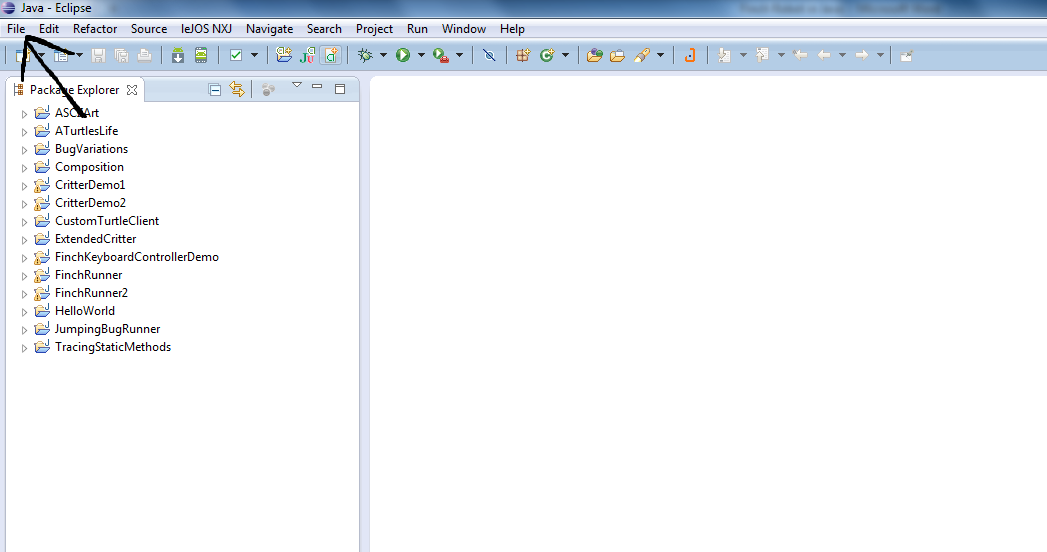 Java - Eclipse
File Edit Refactor Source leJOS NXJ Navigate Search Project Run Window Help
Package Explorer
ATurtlesLife
BugVariations
Composition
CritterDemo1
CritterDemo2
CustomTurtleClient
ExtendedCritter
FinchKeyboardControllerDemo
FinchRunner
FinchRunner2
HelloWorld
JumpingBugRunner
TracingStaticMethods